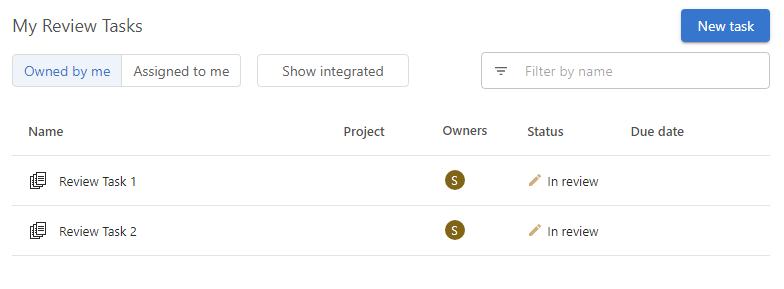 My Review Tasks
New task
Owned by me Assigned to me Show integrated Filter by name
Name Project Owners Status Due date
Review Task 1 S In review
Review Task 2 S In review